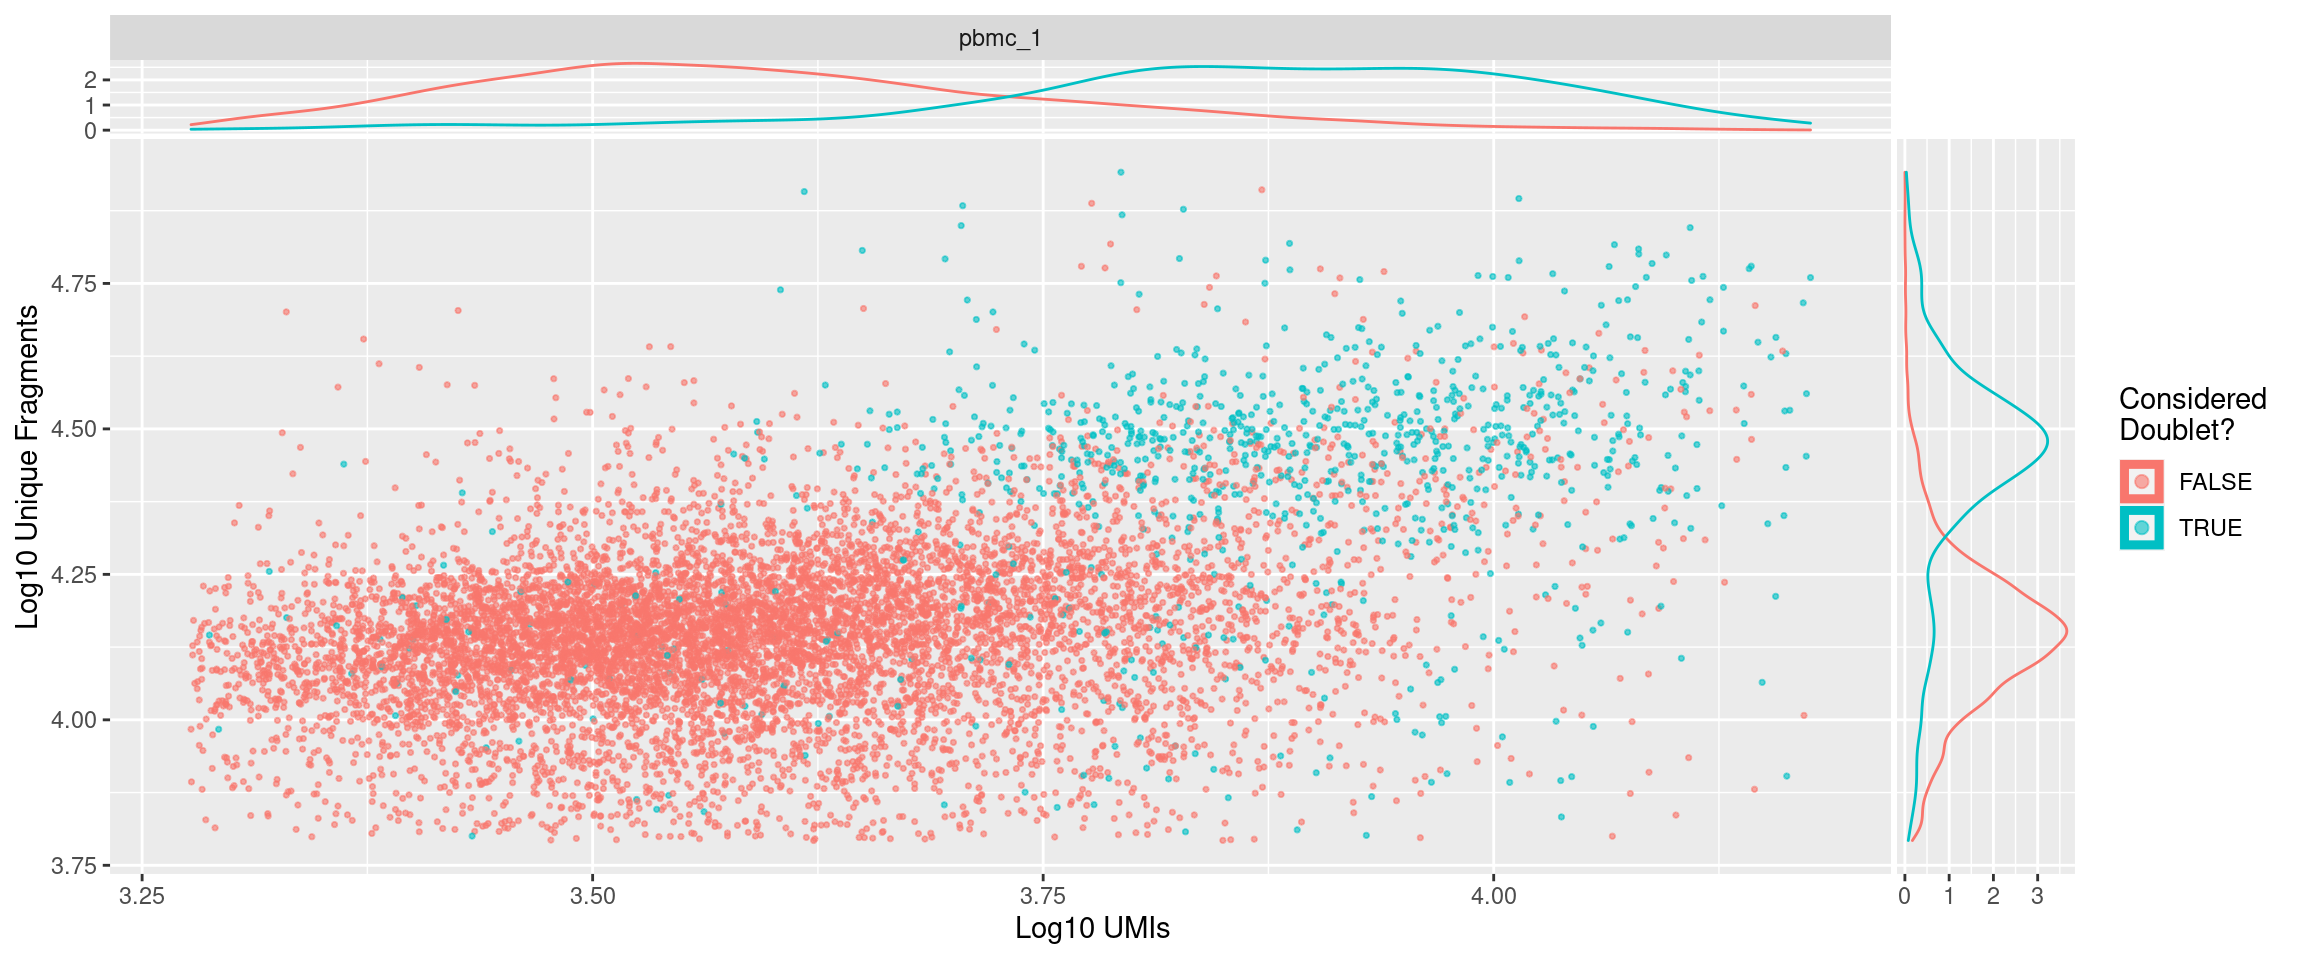 pbmc_1
2
1
0
4.75
4.50
4.25
4.00
3.75
Log10 Unique Fragments
3.25 3.50 3.75 4.00
Log10 UMIs
0 1 2 3
Considered
Doublet?
FALSE
TRUE